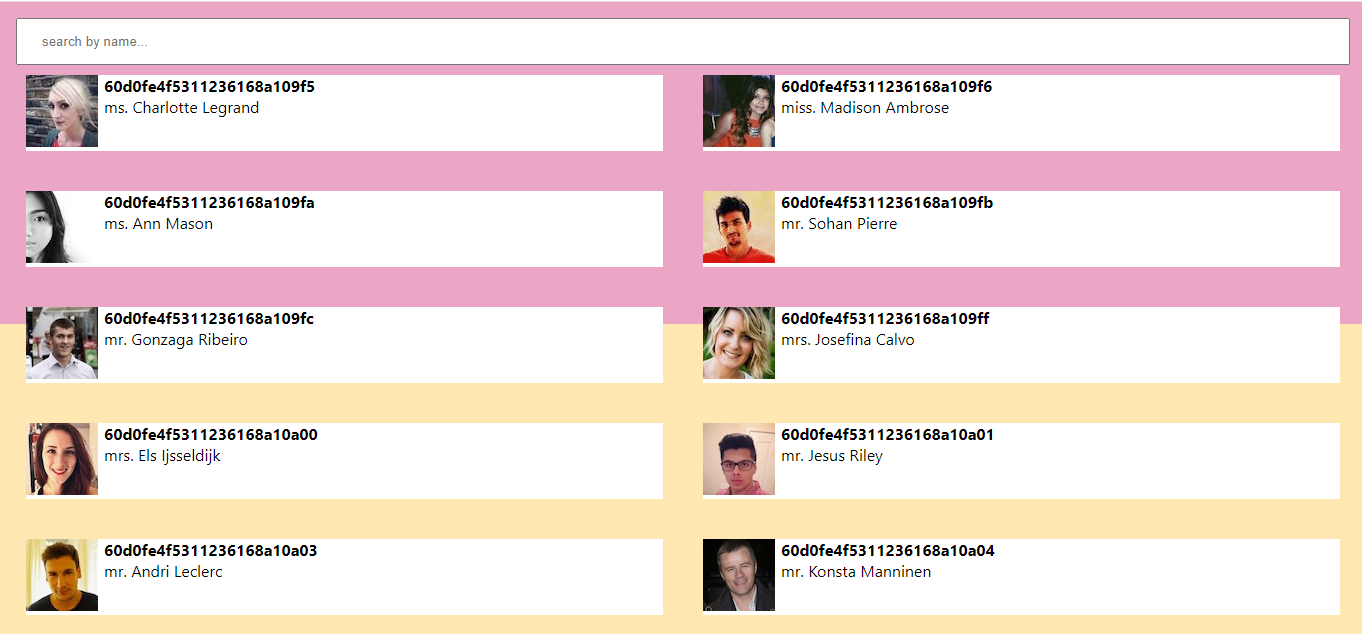 search by name...
60d0fe4f5311236168a109f5
ms. Charlotte Legrand
60d0fe4f5311236168a109f6
miss. Madison Ambrose
60d0fe4f5311236168a109fa
ms. Ann Mason
60d0fe4f5311236168a109fb
mr. Sohan Pierre
60d0fe4f5311236168a109fc
mr. Gonzaga Ribeiro
60d0fe4f5311236168a109ff
mrs. Josefina Calvo
60d0fe4f5311236168a10a00
mrs. Els Ijsseldijk
60d0fe4f5311236168a10a01
mr. Jesus Riley
60d0fe4f5311236168a10a03
mr. Andri Leclerc
60d0fe4f5311236168a10a04
mr. Konsta Manninen